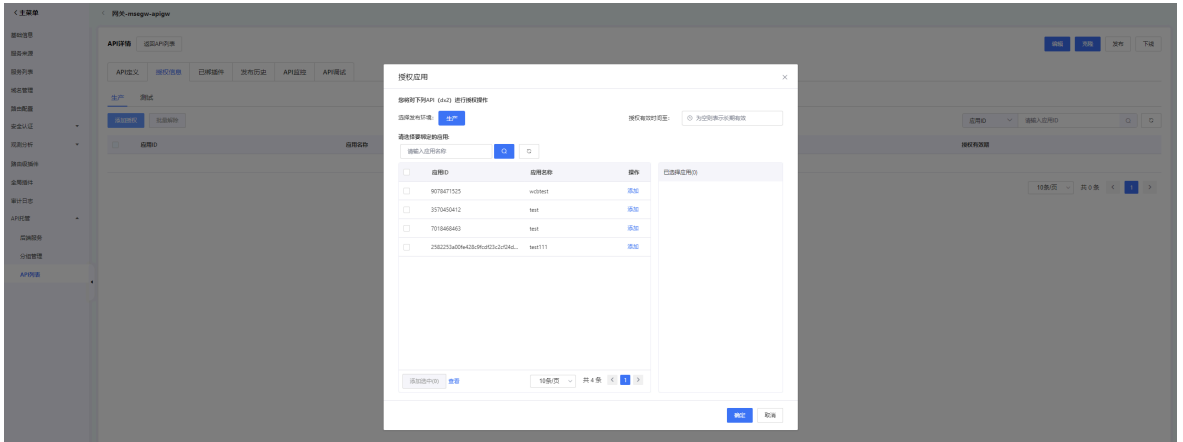 主菜单
网关-msegw-apigw
基础信息
服务来源
服务列表
域名管理
路由配置
安全认证
观测分析
路由级插件
全局插件
审计日志
API托管
后端服务
分组管理
API列表
API详情 返回API列表
编辑 克隆 发布 下线
API定义 授权信息 已绑插件 发布历史 API监控 API调试
生产 测试
添加授权 批量解除
应用ID 请输入应用ID
应用ID 应用名称 授权有效期
10条/页 共 0 条 1
授权应用
您将对下列API（ds2）进行授权操作
选择发布环境: 生产 授权有效时间至: 为空则表示长期有效
请选择要绑定的应用:
请输入应用名称
应用ID 应用名称 操作 已选择应用(0)
9078471525 wcktest 添加
3570450412 test 添加
7018468463 test 添加
2582253a00fe428c9fcdf23c2cf24d... test111 添加
添加选中(0) 查看 10条/页 共 4 条 1
确定 取消